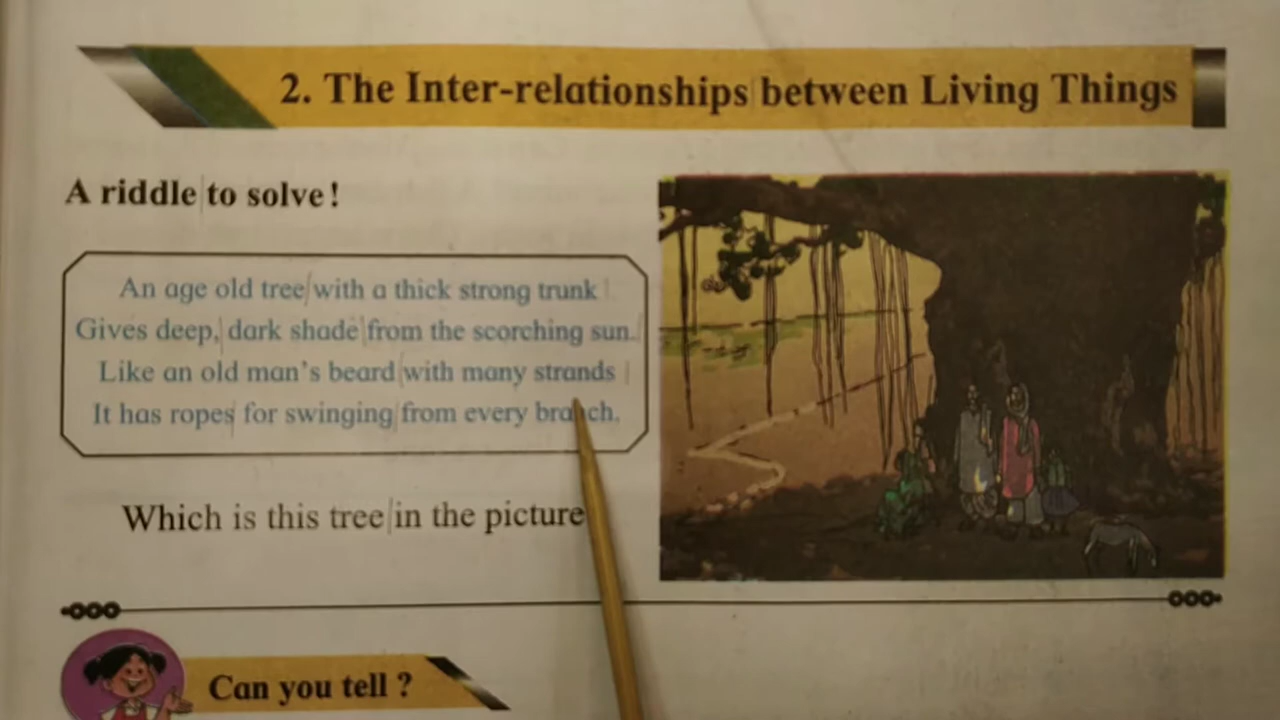 2. The Inter-relationships between Living Things
A riddle to solve!
An age old tree with a thick strong trunk
Gives deep, dark shade from the scorching sun.
Like an old man's beard with many strands
It has ropes for swinging from every branch.
Which is this tree in the picture
Can you tell ?